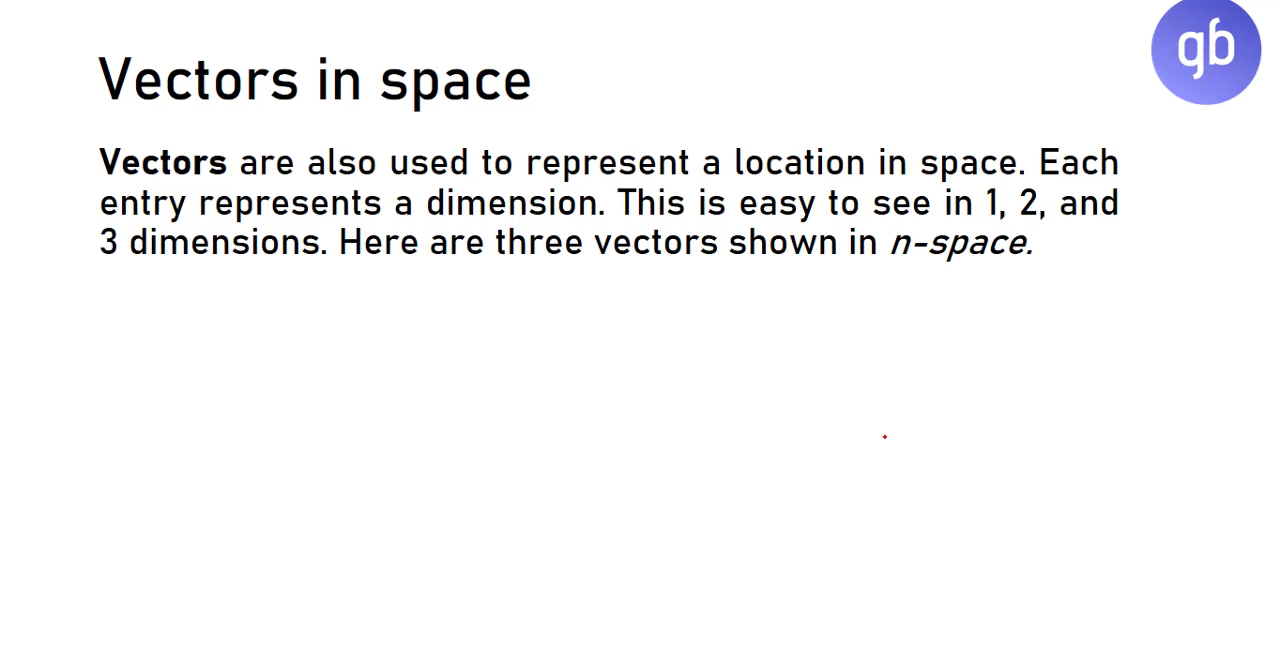 gb
Vectors in space
Vectors are also used to represent a location in space. Each
entry represents a dimension. This is easy to see in 1, 2, and
3 dimensions. Here are three vectors shown in n-space.